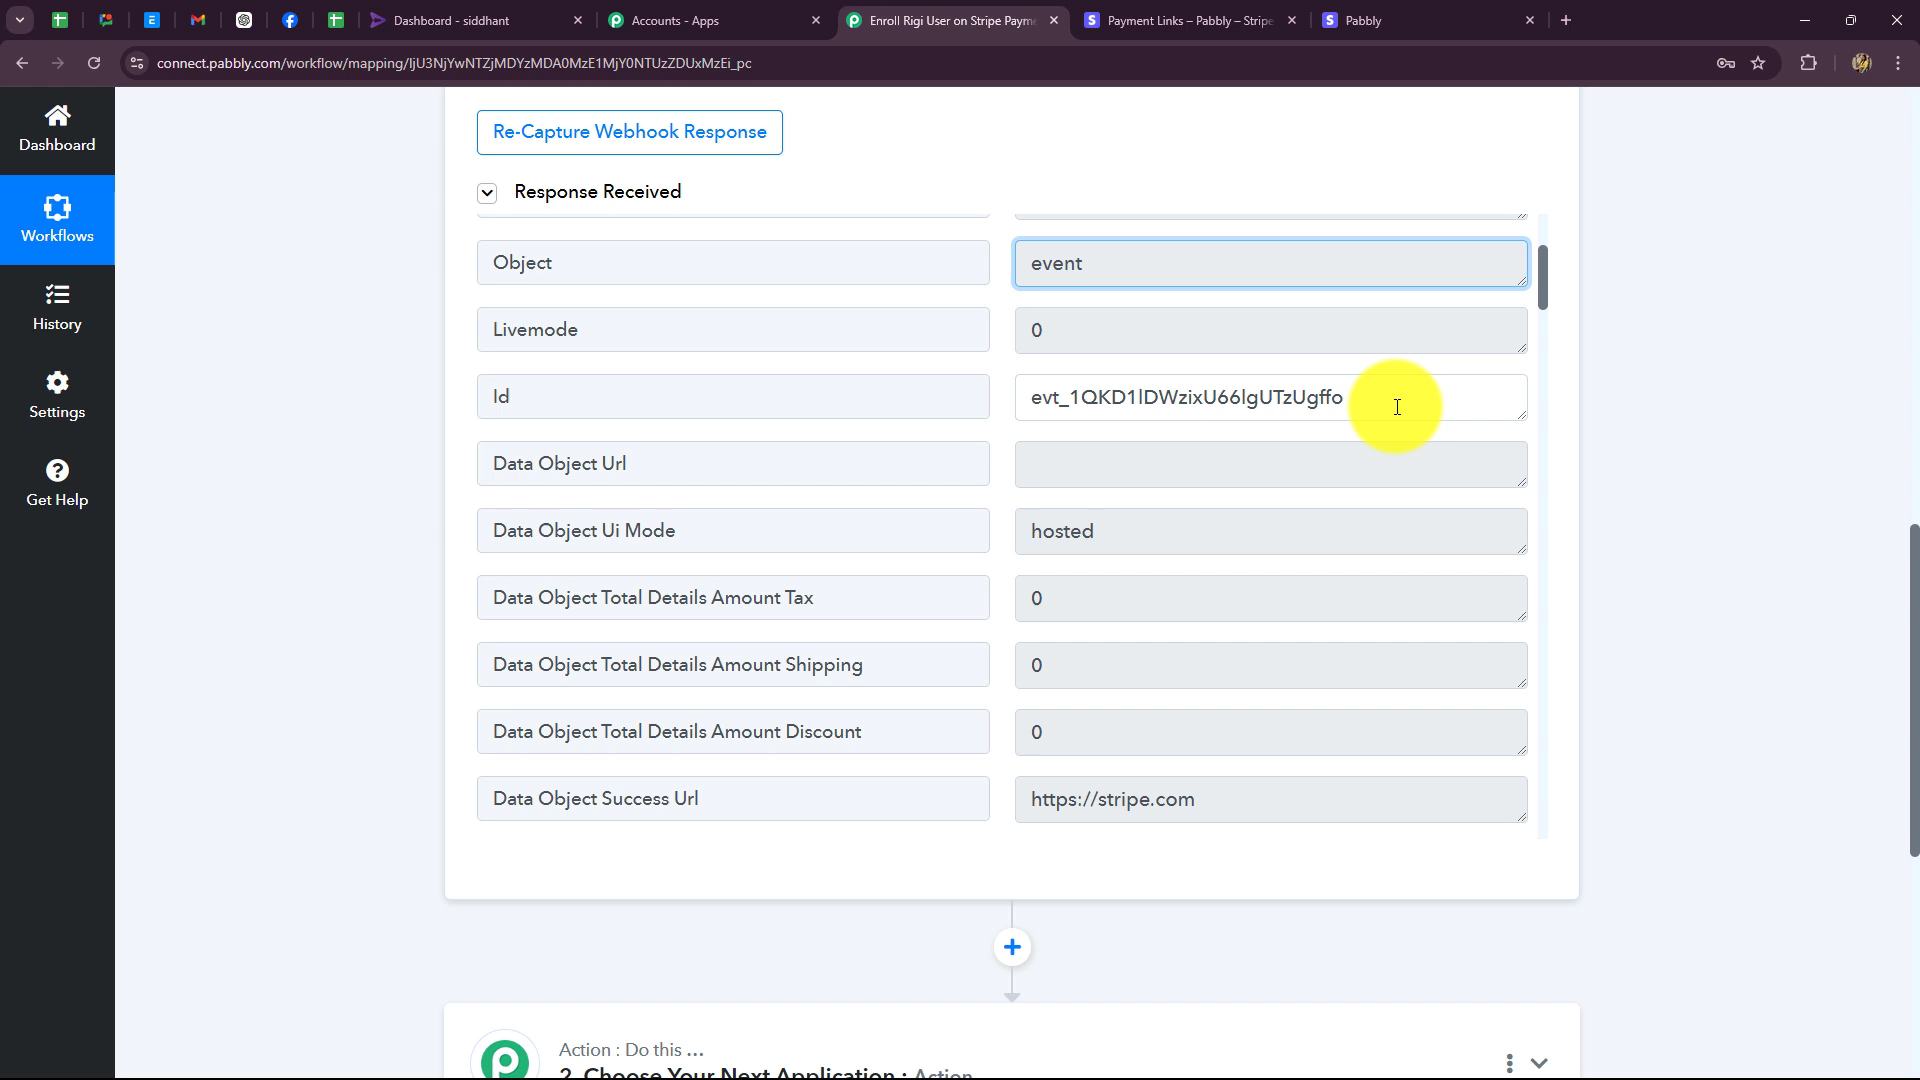 Dashboard - siddhant
Accounts - Apps
Enroll Rigi User on Stripe Payme
Payment Links – Pabbly – Stripe
Pabbly
connect.pabbly.com/workflow/mapping/IjU3NjYwNTZjMDYzMDA0MzE1MjY0NTUzZDUxMzEi_pc
Dashboard
Workflows
History
Settings
Get Help
Re-Capture Webhook Response
Response Received
Object
event
Livemode
0
Id
evt_1QKD1lDWzixU66lgUTzUgffo
Data Object Url
Data Object Ui Mode
hosted
Data Object Total Details Amount Tax
0
Data Object Total Details Amount Shipping
0
Data Object Total Details Amount Discount
0
Data Object Success Url
https://stripe.com
Action : Do this ...
2. Choose Your Next Application : Action